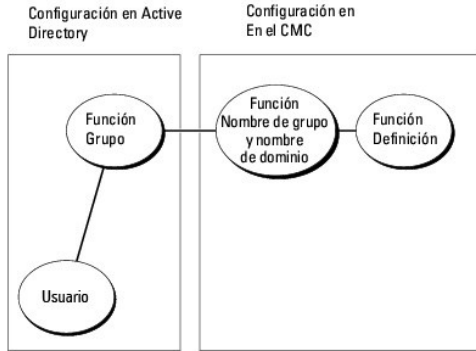 Configuración en Active
Directory
Configuración en
En el CMC
Función
Grupo
Función
Nombre de grupo
y nombre
de dominio
Función
Definición
Usuario